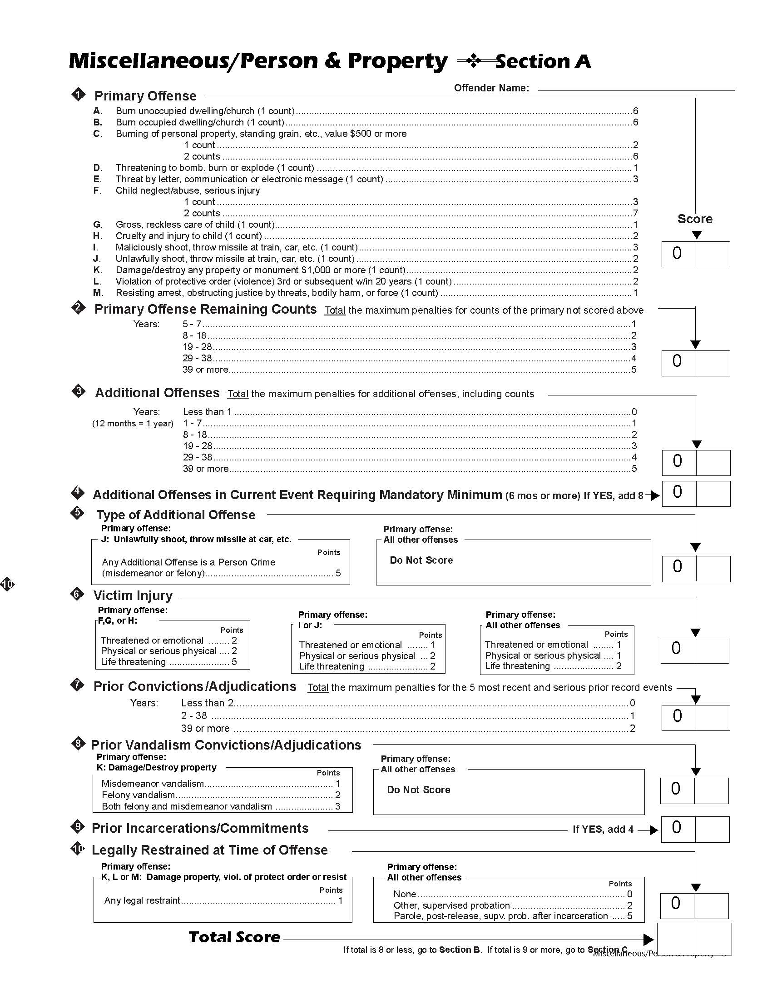 Miscellaneous/Person & Property Section A
Offender Name:
1 Primary Offense
A. Burn unoccupied dwelling/church (1 count) 6
B. Burn occupied dwelling/church (1 count) 6
C. Burning of personal property, standing grain, etc., value $500 or more
1 count 2
2 counts 6
D. Threatening to bomb, burn or explode (1 count) 1
E. Threat by letter, communication or electronic message (1 count) 3
F. Child neglect/abuse, serious injury
1 count 3
2 counts 7
Score
G. Gross, reckless care of child (1 count) 1
H. Cruelty and injury to child (1 count) 2
I. Maliciously shoot, throw missile at train, car, etc. (1 count) 3
0
J. Unlawfully shoot, throw missile at train, car, etc. (1 count) 2
K. Damage/destroy any property or monument $1,000 or more (1 count) 2
L. Violation of protective order (violence) 3rd or subsequent w/in 20 years (1 count) 2
M. Resisting arrest, obstructing justice by threats, bodily harm, or force (1 count) 1
2 Primary Offense Remaining Counts Total the maximum penalties for counts of the primary not scored above
Years: 5 - 7 1
8 - 18 2
19 - 28 3
29 - 38 4
0
39 or more 5
3 Additional Offenses Total the maximum penalties for additional offenses, including counts
Years: Less than 1 0
(12 months = 1 year) 1 - 7 1
8 - 18 2
19 - 28 3
29 - 38 4
0
39 or more 5
4 Additional Offenses in Current Event Requiring Mandatory Minimum (6 mos or more) If YES, add 8 0
5 Type of Additional Offense
Primary offense:
J: Unlawfully shoot, throw missile at car, etc.
Points
Any Additional Offense is a Person Crime
(misdemeanor or felony) 5
Primary offense:
All other offenses
Do Not Score
0
10
6 Victim Injury
Primary offense:
F,G, or H:
Points
Threatened or emotional 2
Physical or serious physical 2
Life threatening 5
Primary offense:
I or J:
Points
Threatened or emotional 1
Physical or serious physical 2
Life threatening 2
Primary offense:
All other offenses
Points
Threatened or emotional 1
Physical or serious physical 1
Life threatening 2
0
7 Prior Convictions/Adjudications Total the maximum penalties for the 5 most recent and serious prior record events
Years: Less than 2 0
2 - 38 1
0
39 or more 2
8 Prior Vandalism Convictions/Adjudications
Primary offense:
K: Damage/Destroy property
Points
Misdemeanor vandalism 1
Felony vandalism 2
Both felony and misdemeanor vandalism 3
Primary offense:
All other offenses
Do Not Score
0
9 Prior Incarcerations/Commitments If YES, add 4 0
10 Legally Restrained at Time of Offense
Primary offense:
K, L or M: Damage property, viol. of protect order or resist
Points
Any legal restraint 1
Primary offense:
All other offenses
Points
None 0
Other, supervised probation 2
Parole, post-release, supv. prob. after incarceration 5
0
Total Score
If total is 8 or less, go to Section B. If total is 9 or more, go to Section C
Miscellaneous/Person & Property